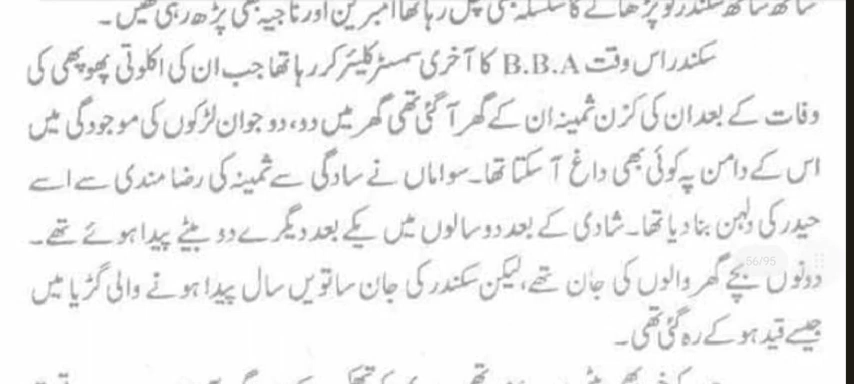 ساتھ ساتھ سکندر کو پڑھانے کا سلسلہ بھی چل رہا تھا امبرین اور ناجیہ بھی پڑھ رہی تھیں۔
سکندر اس وقت B.B.A کا آخری سمسٹر کلیئر کر رہا تھا جب ان کی اکلوتی پھوپھی کی
وفات کے بعد ان کی کزن ثمینہ ان کے گھر آ گئی تھی گھر میں دو، دو جوان لڑکوں کی موجودگی میں
اس کے دامن پہ کوئی بھی داغ آ سکتا تھا۔ سو اماں نے سادگی سے ثمینہ کی رضا مندی سے اسے
حیدر کی دلہن بنا دیا تھا۔ شادی کے بعد دو سالوں میں یکے بعد دیگرے دو بیٹے پیدا ہوئے تھے۔
56/95
دونوں بچے گھر والوں کی جان تھے، لیکن سکندر کی جان ساتویں سال پیدا ہونے والی گڑیا میں
جیسے قید ہو کے رہ گئی تھی۔